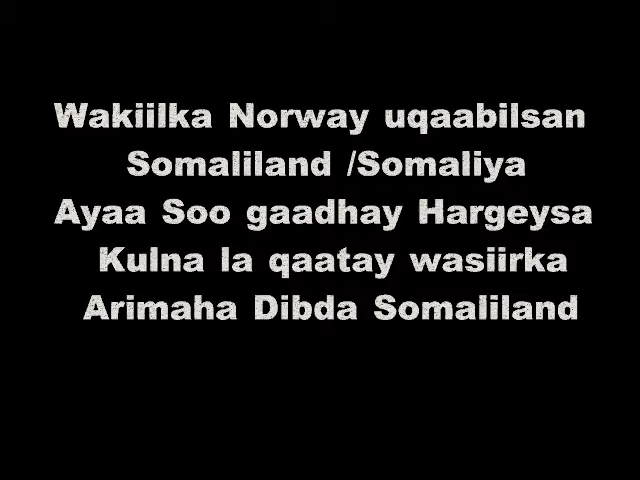 Wakiilka Norway uqaabilsan
Somaliland /Somaliya
Ayaa Soo gaadhay Hargeysa
Kulna la qaatay wasiirka
Arimaha Dibda Somaliland